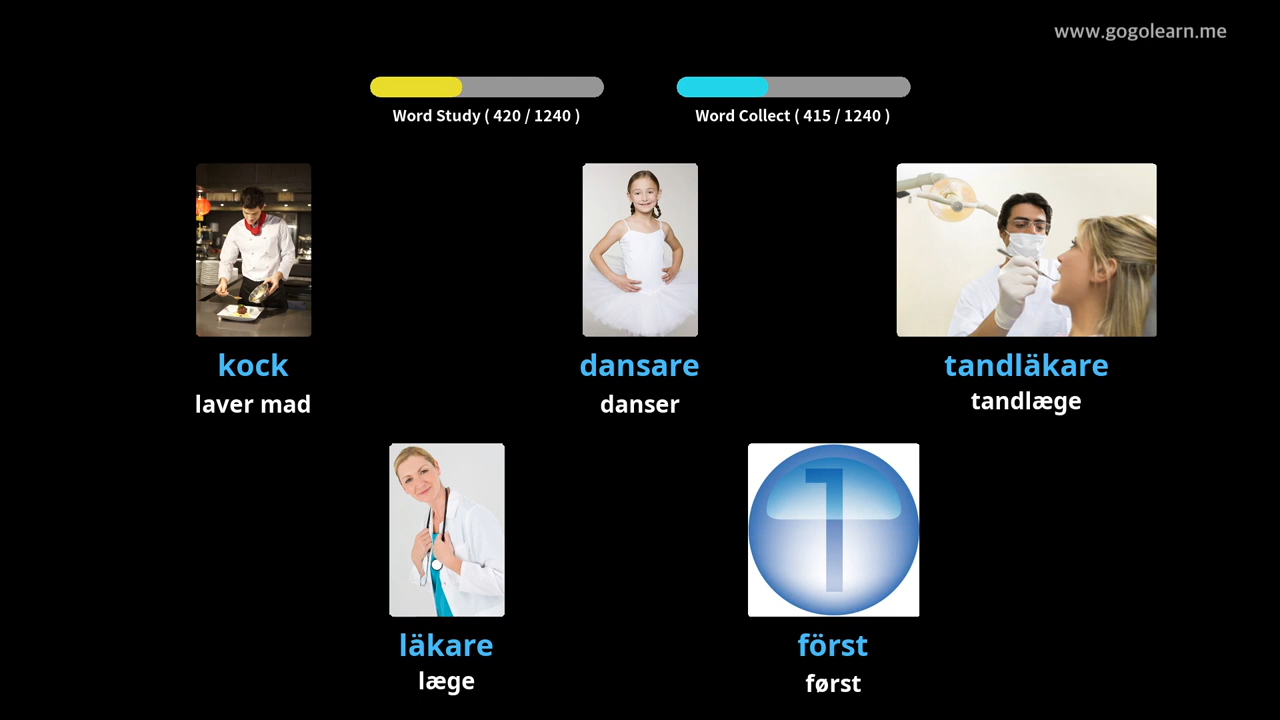 www.gogolearn.me
Word Study ( 420 / 1240 )
Word Collect ( 415 / 1240 )
kock
laver mad
dansare
danser
tandläkare
tandlæge
läkare
læge
först
først
1